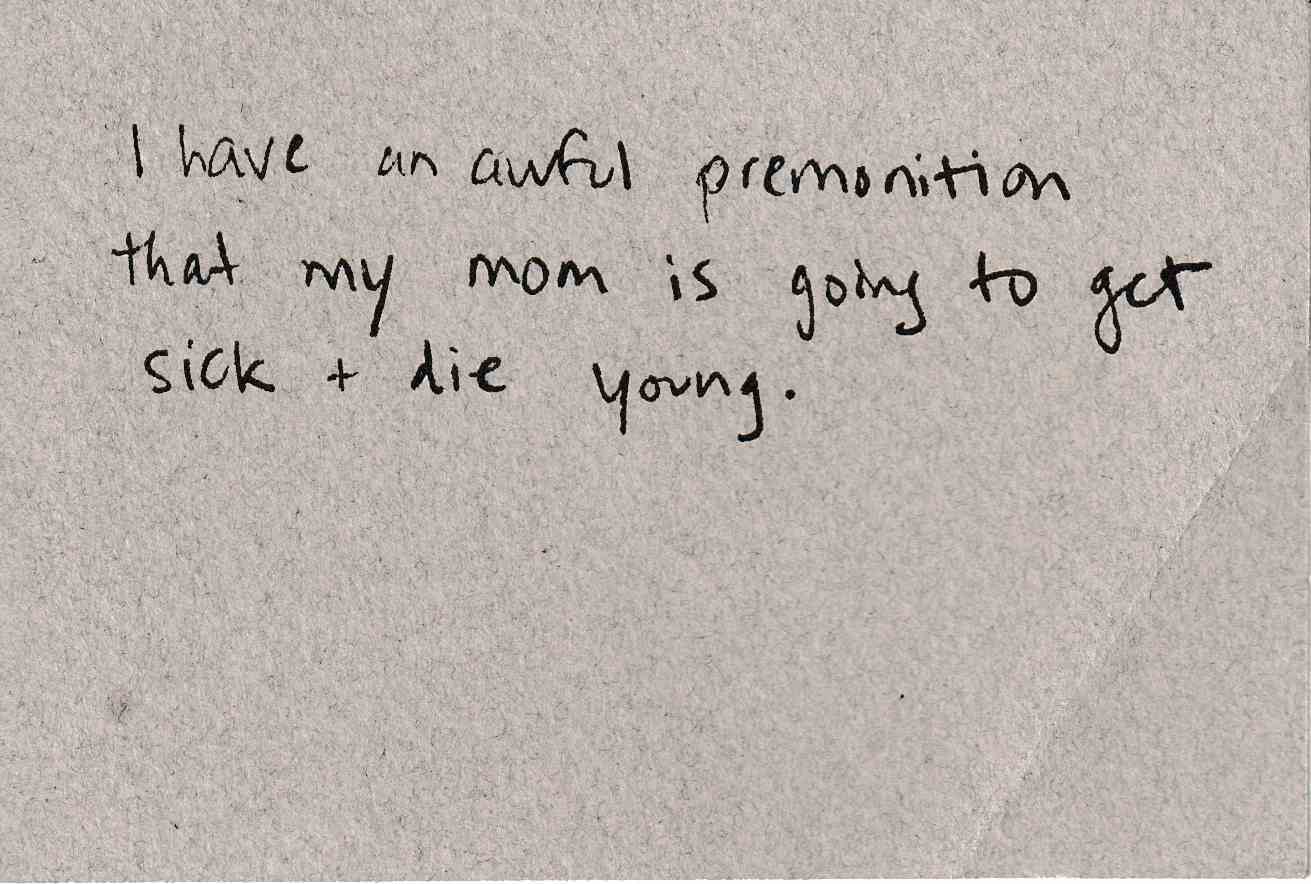 I have an awful premonition
that my mom is going to get
sick + die young.